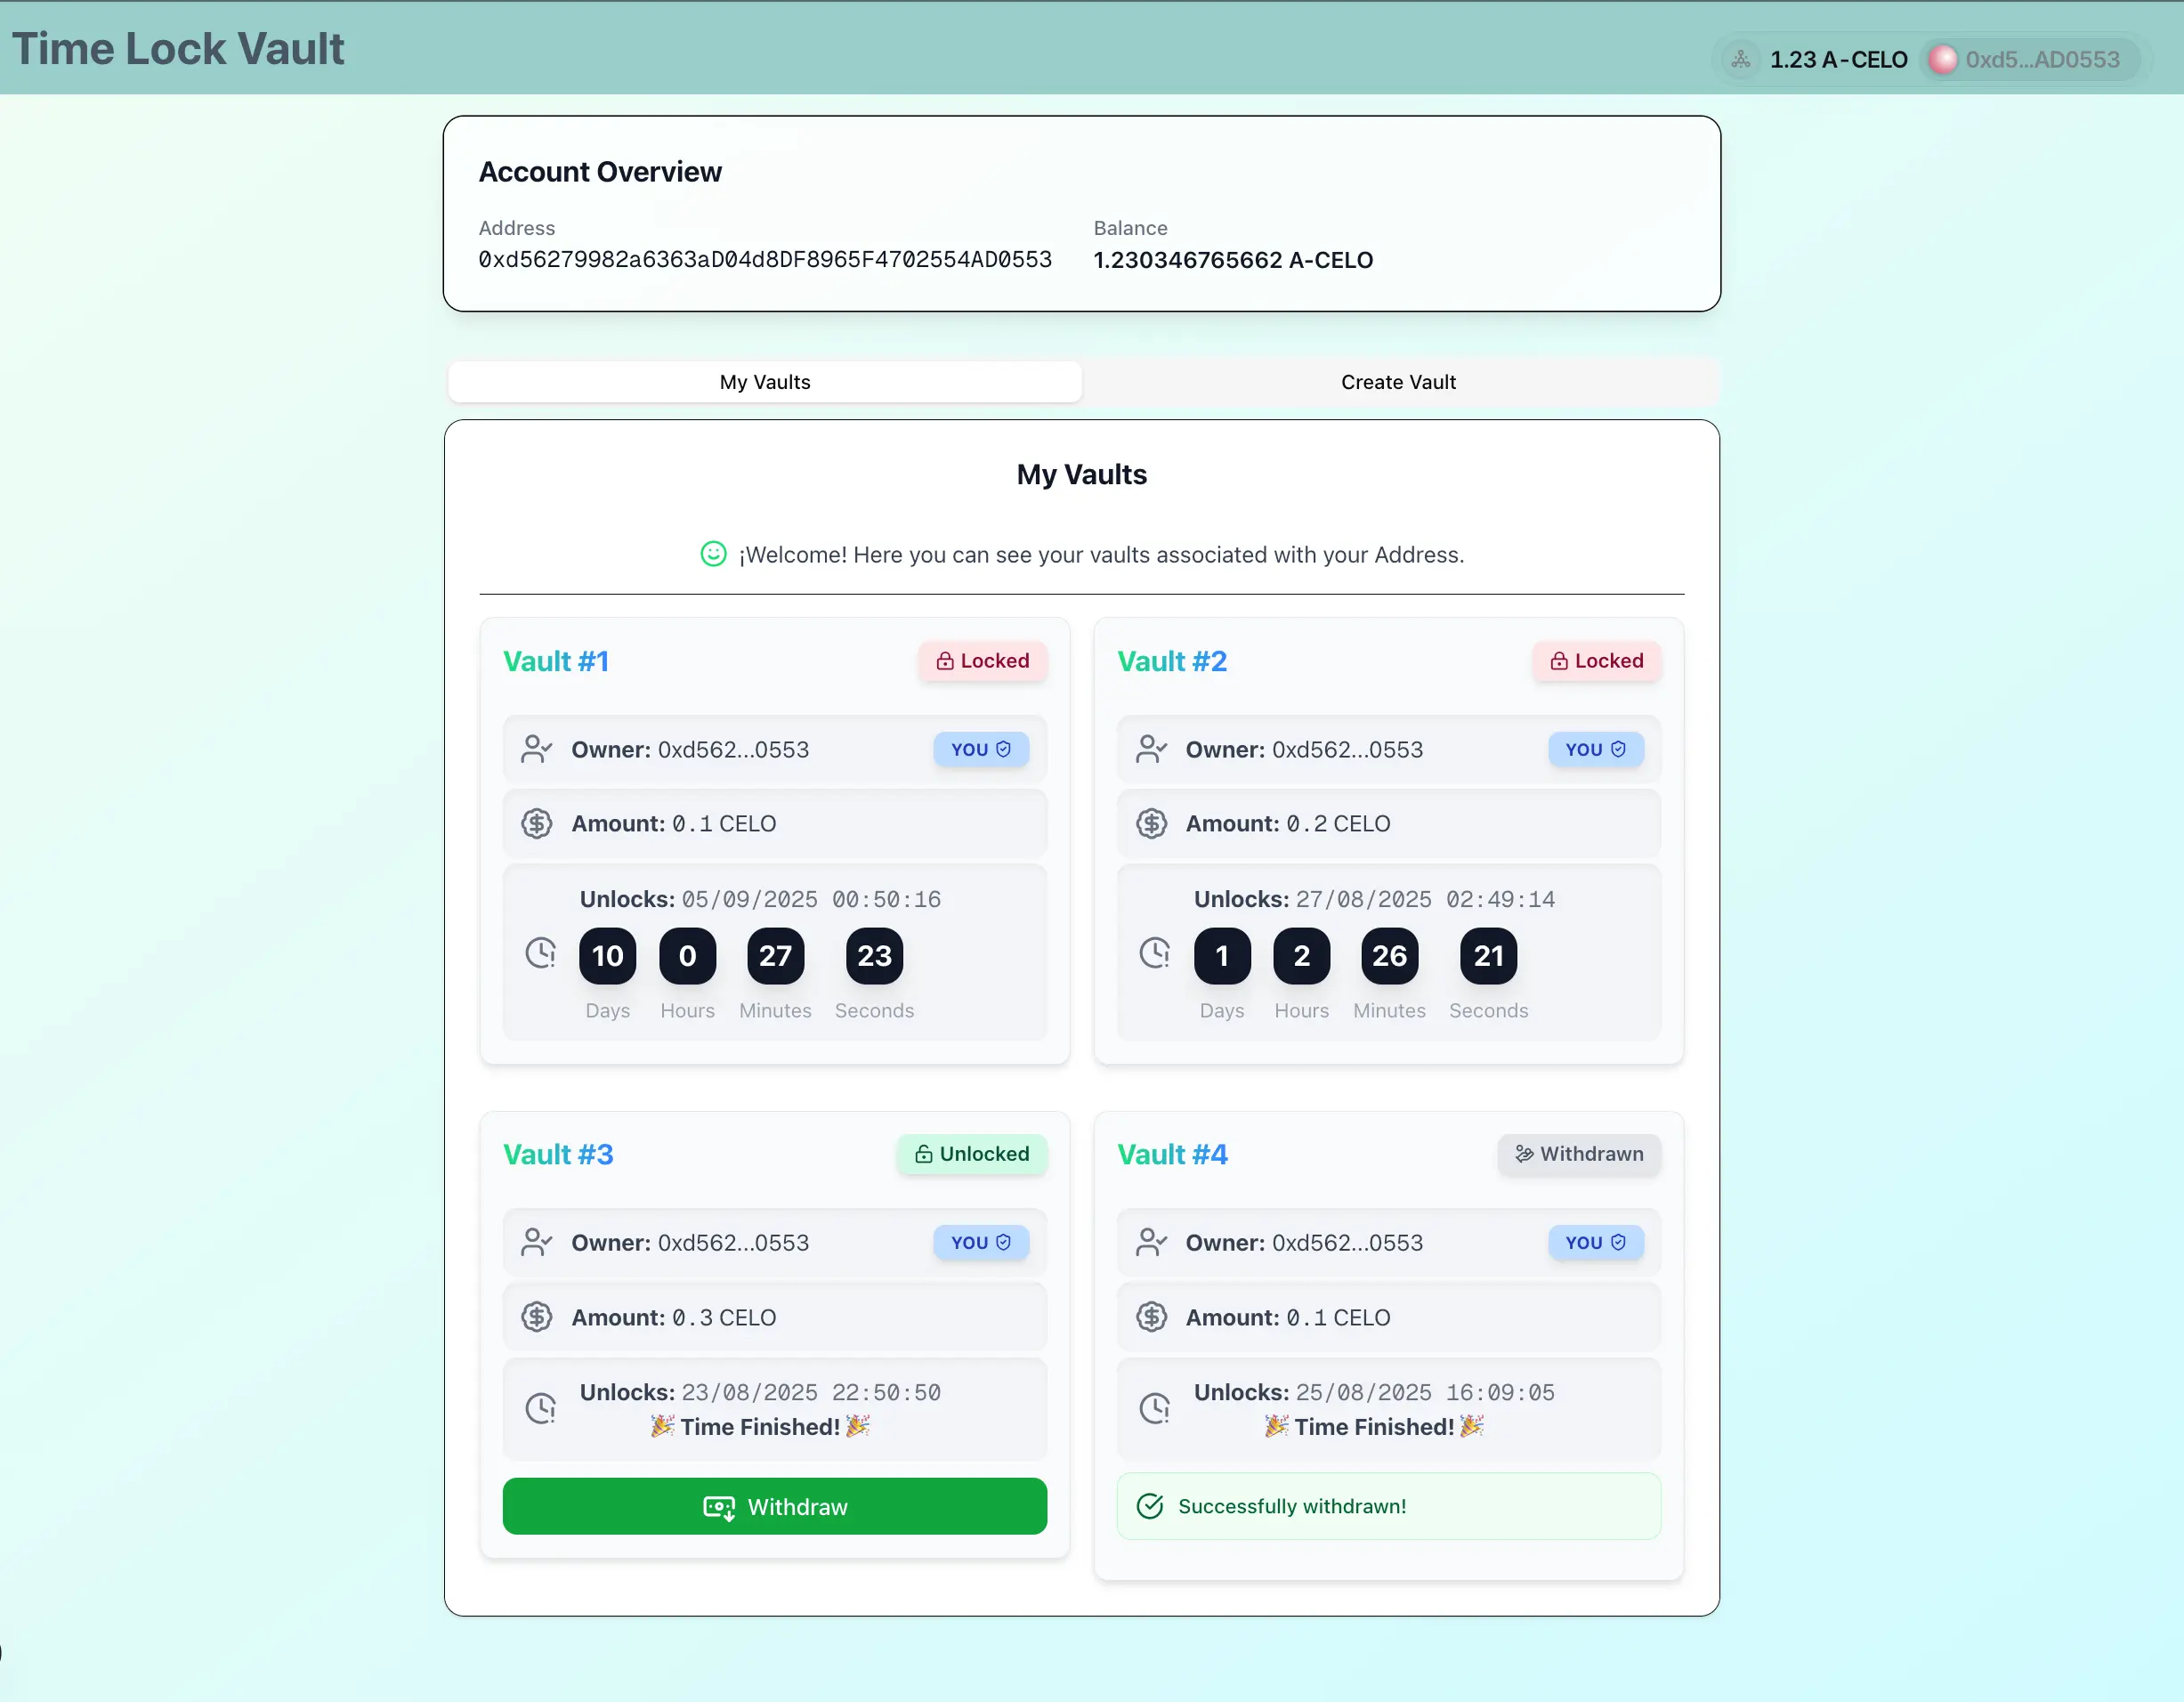 Time Lock Vault
1.23 A-CELO 0xd5...AD0553
Account Overview
Address
0xd56279982a6363aD04d8DF8965F4702554AD0553
Balance
1.230346765662 A-CELO
My Vaults
Create Vault
My Vaults
¡Welcome! Here you can see your vaults associated with your Address.
Vault #1
Locked
Owner: 0xd562...0553
YOU
Amount: 0.1 CELO
Unlocks: 05/09/2025 00:50:16
10 0 27 23
Days Hours Minutes Seconds
Vault #2
Locked
Owner: 0xd562...0553
YOU
Amount: 0.2 CELO
Unlocks: 27/08/2025 02:49:14
1 2 26 21
Days Hours Minutes Seconds
Vault #3
Unlocked
Owner: 0xd562...0553
YOU
Amount: 0.3 CELO
Unlocks: 23/08/2025 22:50:50
🎉 Time Finished! 🎉
Withdraw
Vault #4
Withdrawn
Owner: 0xd562...0553
YOU
Amount: 0.1 CELO
Unlocks: 25/08/2025 16:09:05
🎉 Time Finished! 🎉
Successfully withdrawn!